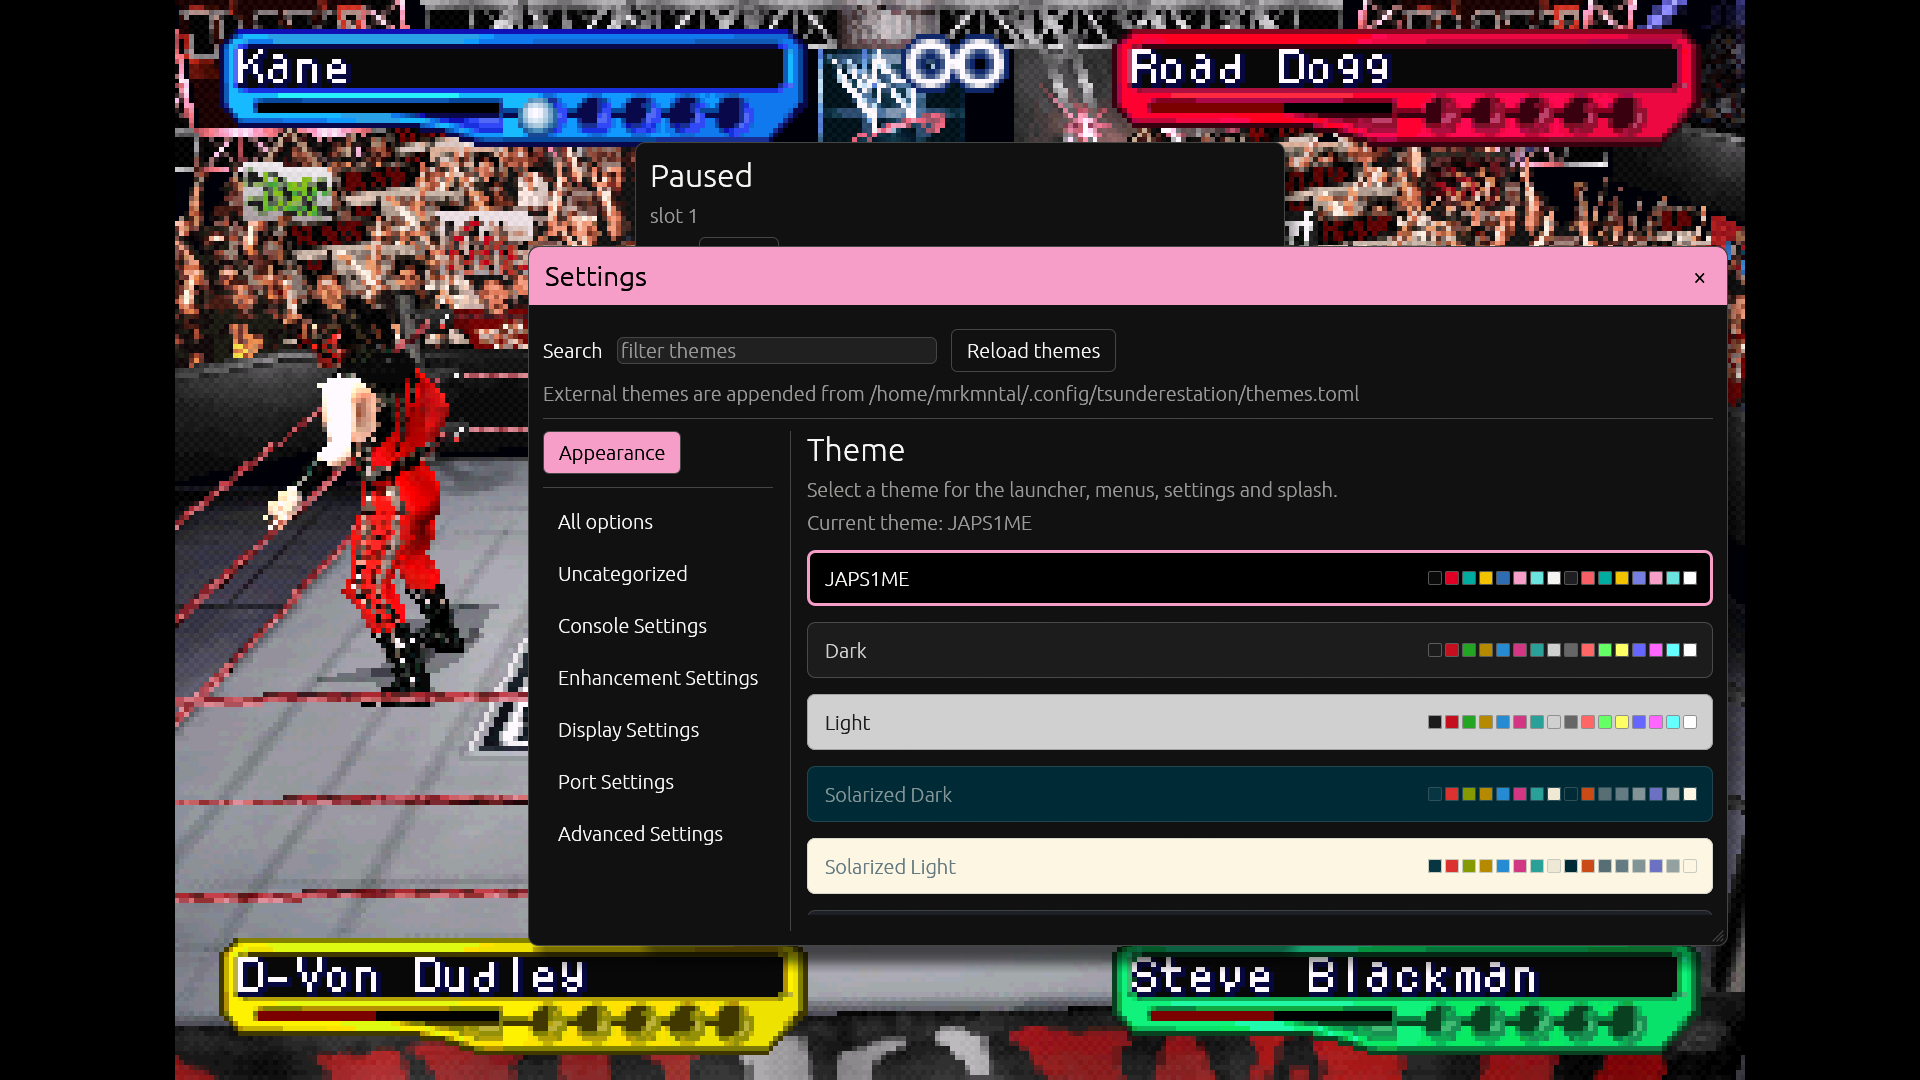 Kane
Road Dogg
Paused
slot 1
Settings
×
Search
filter themes
Reload themes
External themes are appended from /home/mrkmntal/.config/tsunderestation/themes.toml
Appearance
All options
Uncategorized
Console Settings
Enhancement Settings
Display Settings
Port Settings
Advanced Settings
Theme
Select a theme for the launcher, menus, settings and splash.
Current theme: JAPS1ME
JAPS1ME
Dark
Light
Solarized Dark
Solarized Light
D-Von Dudley
Steve Blackman